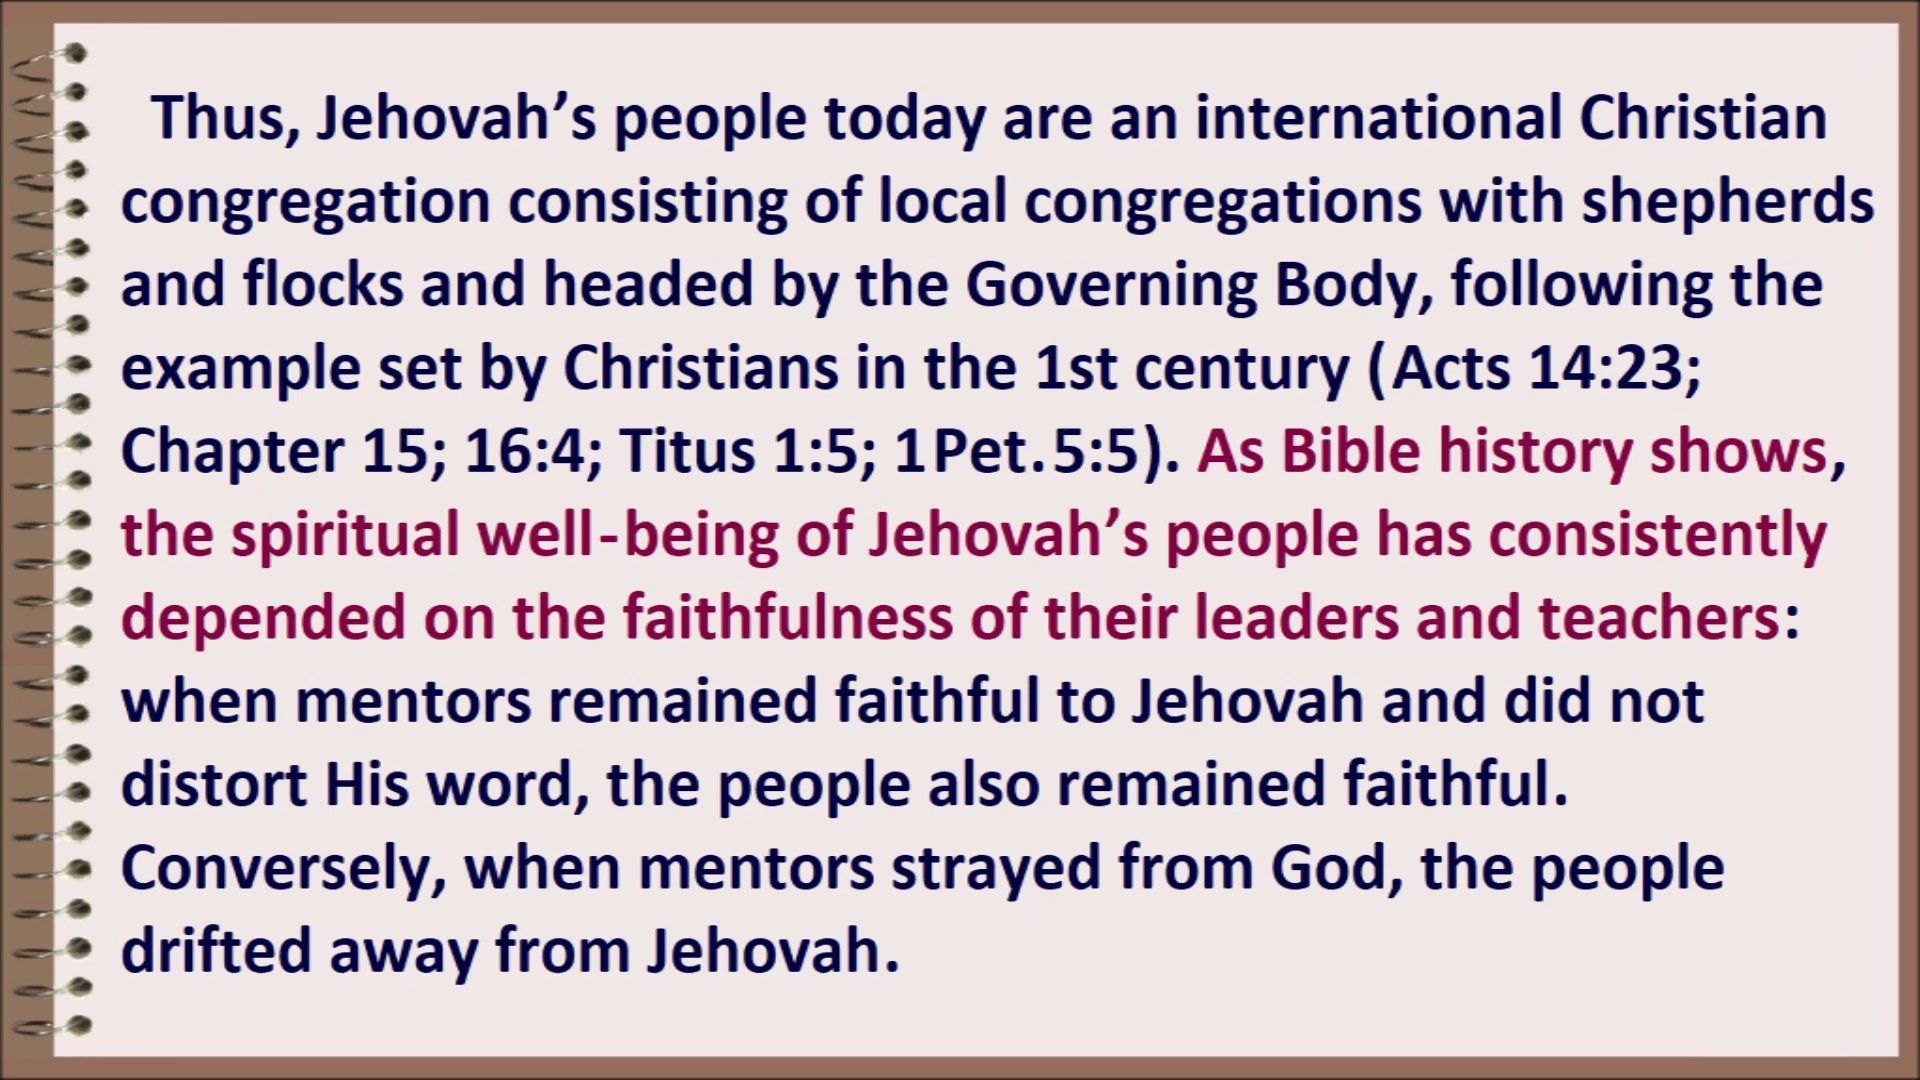 Thus, Jehovah’s people today are an international Christian
congregation consisting of local congregations with shepherds
and flocks and headed by the Governing Body, following the
example set by Christians in the 1st century (Acts 14:23;
Chapter 15; 16:4; Titus 1:5; 1Pet.5:5). As Bible history shows,
the spiritual well-being of Jehovah’s people has consistently
depended on the faithfulness of their leaders and teachers:
when mentors remained faithful to Jehovah and did not
distort His word, the people also remained faithful.
Conversely, when mentors strayed from God, the people
drifted away from Jehovah.